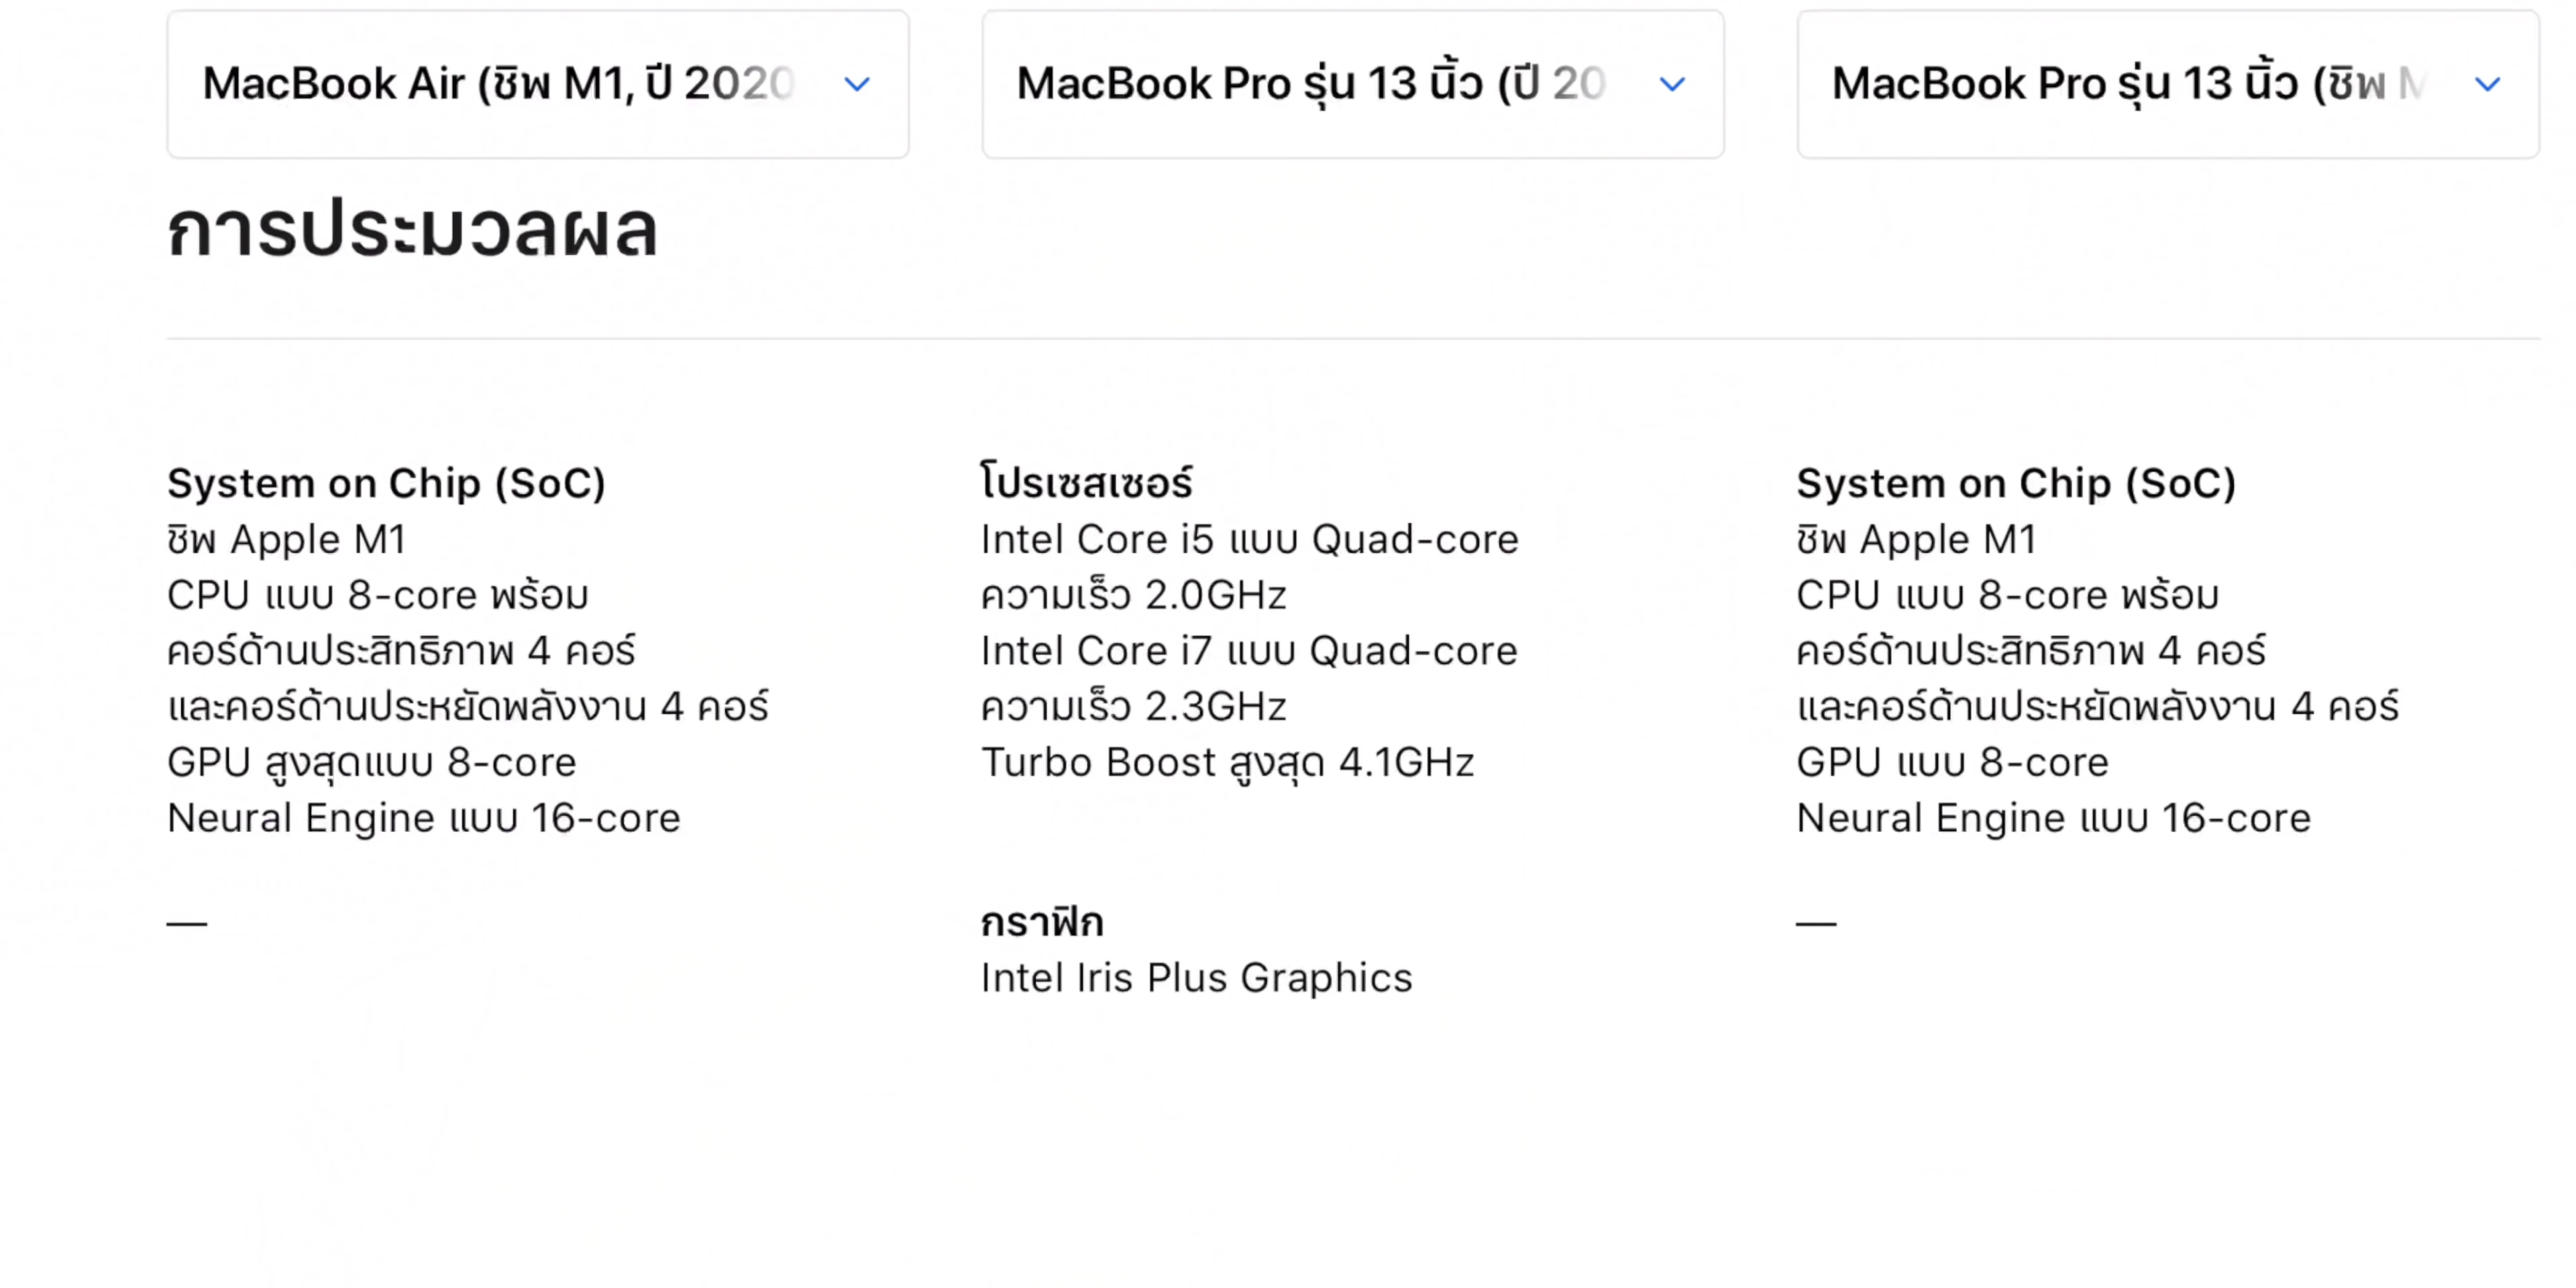 MacBook Air (ชิพ M1, ปี 2020
MacBook Pro รุ่น 13 นิ้ว (ปี 20
MacBook Pro รุ่น 13 นิ้ว (ชิพ M
การประมวลผล
System on Chip (SoC)
ชิพ Apple M1
CPU แบบ 8-core พร้อม
คอร์ด้านประสิทธิภาพ 4 คอร์
และคอร์ด้านประหยัดพลังงาน 4 คอร์
GPU สูงสุดแบบ 8-core
Neural Engine แบบ 16-core
—
โปรเซสเซอร์
Intel Core i5 แบบ Quad-core
ความเร็ว 2.0GHz
Intel Core i7 แบบ Quad-core
ความเร็ว 2.3GHz
Turbo Boost สูงสุด 4.1GHz
กราฟิก
Intel Iris Plus Graphics
System on Chip (SoC)
ชิพ Apple M1
CPU แบบ 8-core พร้อม
คอร์ด้านประสิทธิภาพ 4 คอร์
และคอร์ด้านประหยัดพลังงาน 4 คอร์
GPU แบบ 8-core
Neural Engine แบบ 16-core
—